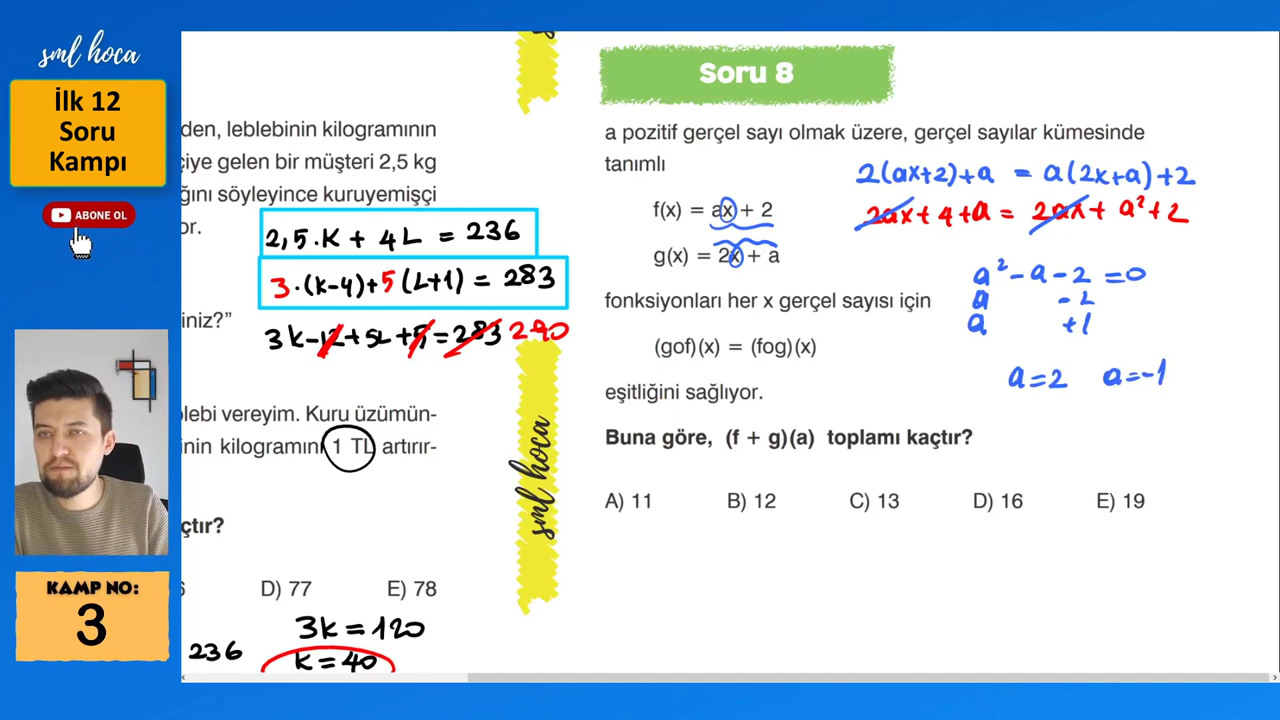 sml hoca
İlk 12
Soru
Kampı
ABONE OL
KAMP NO:
3
den, leblebinin kilogramının
çiye gelen bir müşteri 2,5 kg
ğını söyleyince kuruyemişçi
or.
2,5.K + 4L = 236
3.(K-4)+5(L+1) = 283
3K-12+5L+5=283 290
iniz?"
lebi vereyim. Kuru üzümün-
inin kilogramını 1 TL artırır-
çtır?
6 D) 77 E) 78
3K=120
236
K=40
sml hoca
Soru 8
a pozitif gerçel sayı olmak üzere, gerçel sayılar kümesinde
tanımlı
f(x) = ax + 2
g(x) = 2x + a
fonksiyonları her x gerçel sayısı için
(gof)(x) = (fog)(x)
eşitliğini sağlıyor.
Buna göre, (f + g)(a) toplamı kaçtır?
A) 11 B) 12 C) 13 D) 16 E) 19
2(ax+2)+a = a(2x+a)+2
2ax+4+a = 2ax+a²+2
a²-a-2=0
a -2
a +1
a=2 a=-1